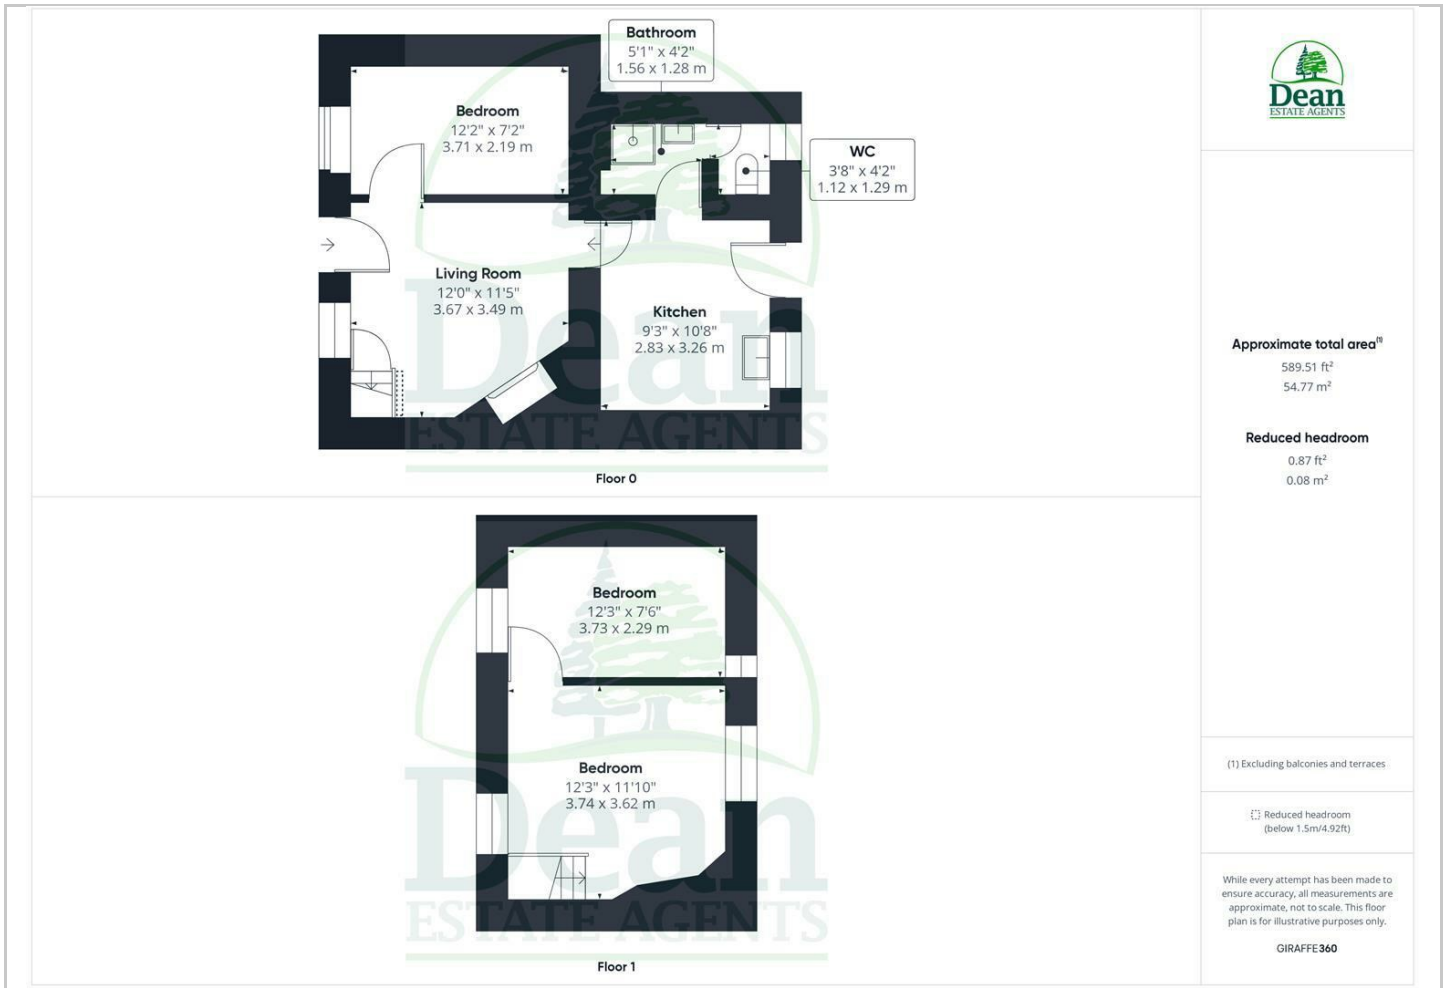 Bathroom
5'1" x 4'2"
1.56 x 1.28 m
Bedroom
12'2" x 7'2"
3.71 x 2.19 m
WC
3'8" x 4'2"
1.12 x 1.29 m
Living Room
12'0" x 11'5"
3.67 x 3.49 m
Kitchen
9'3" x 10'8"
2.83 x 3.26 m
Dean
ESTATE AGENTS
Floor 0
Bedroom
12'3" x 7'6"
3.73 x 2.29 m
Bedroom
12'3" x 11'10"
3.74 x 3.62 m
Dean
ESTATE AGENTS
Floor 1
Dean
ESTATE AGENTS
Approximate total area⁽¹⁾
589.51 ft²
54.77 m²
Reduced headroom
0.87 ft²
0.08 m²
(1) Excluding balconies and terraces
Reduced headroom
(below 1.5m/4.92ft)
While every attempt has been made to
ensure accuracy, all measurements are
approximate, not to scale. This floor
plan is for illustrative purposes only.
GIRAFFE360